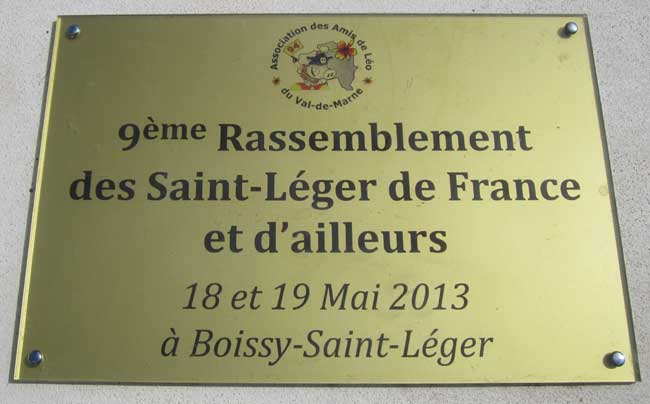 Association des Amis de Léo
94
du Val-de-Marne
9ème Rassemblement
des Saint-Léger de France
et d'ailleurs
18 et 19 Mai 2013
à Boissy-Saint-Léger